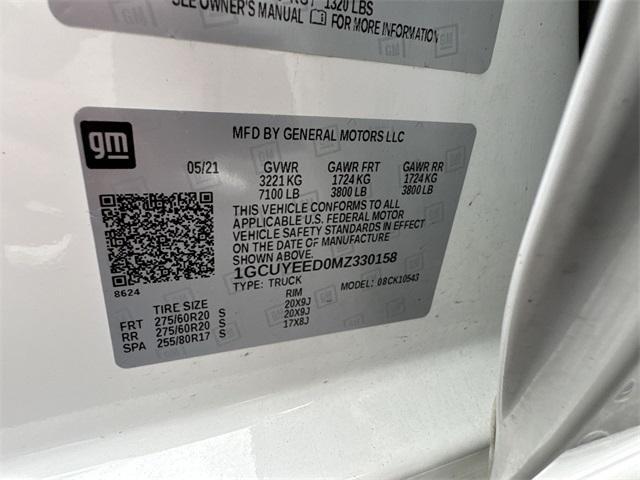 1320 LBS
SEE OWNER'S MANUAL FOR MORE INFORMATION
gm
MFD BY GENERAL MOTORS LLC
05/21 GVWR GAWR FRT GAWR RR
3221 KG 1724 KG 1724 KG
7100 LB 3800 LB 3800 LB
THIS VEHICLE CONFORMS TO ALL
APPLICABLE U.S. FEDERAL MOTOR
VEHICLE SAFETY STANDARDS IN EFFECT
ON THE DATE OF MANUFACTURE SHOWN ABOVE.
1GCUYEED0MZ330158
8624
TYPE: TRUCK
MODEL: 08CK10543
TIRE SIZE RIM
FRT 275/60R20 S 20X9J
RR 275/60R20 S 20X9J
SPA 255/80R17 S 17X8J